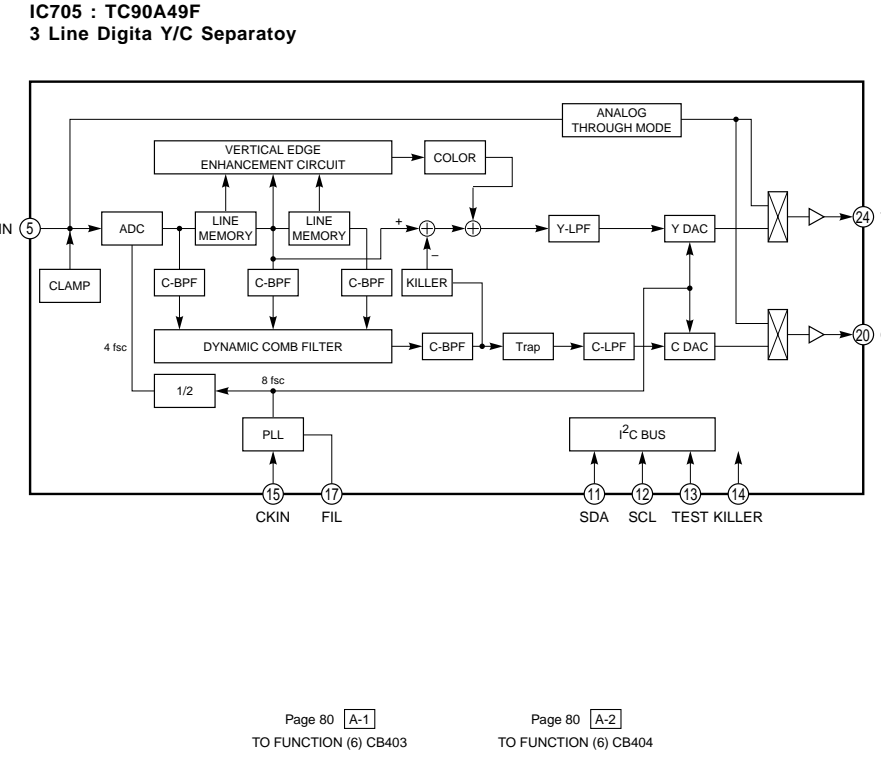 IC705 : TC90A49F
3 Line Digita Y/C Separatoy
ANALOG
THROUGH MODE
VERTICAL EDGE
ENHANCEMENT CIRCUIT
COLOR
IN 5
ADC
LINE
MEMORY
LINE
MEMORY
+
Y-LPF
Y DAC
24
CLAMP
C-BPF
C-BPF
C-BPF
KILLER
–
4 fsc
DYNAMIC COMB FILTER
C-BPF
Trap
C-LPF
C DAC
20
1/2
8 fsc
PLL
I2C BUS
15
17
11
12
13
14
CKIN
FIL
SDA
SCL
TEST
KILLER
Page 80 A-1
TO FUNCTION (6) CB403
Page 80 A-2
TO FUNCTION (6) CB404